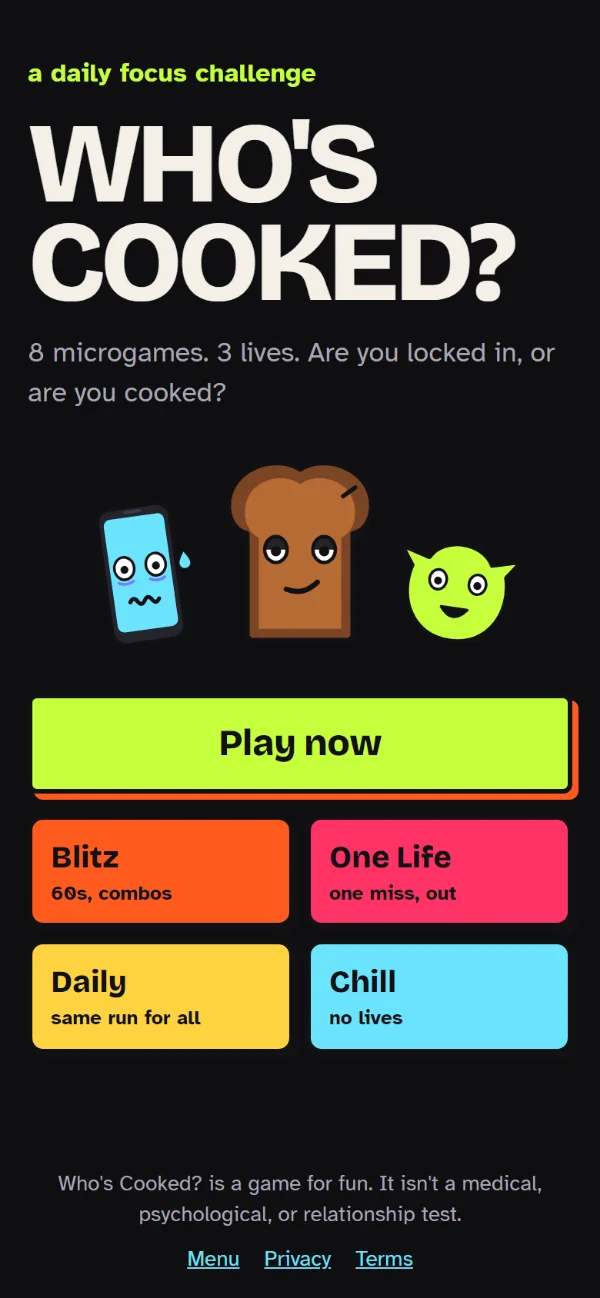 a daily focus challenge
WHO'S
COOKED?
8 microgames. 3 lives. Are you locked in, or
are you cooked?
Play now
Blitz
60s, combos
One Life
one miss, out
Daily
same run for all
Chill
no lives
Who's Cooked? is a game for fun. It isn't a medical,
psychological, or relationship test.
Menu Privacy Terms